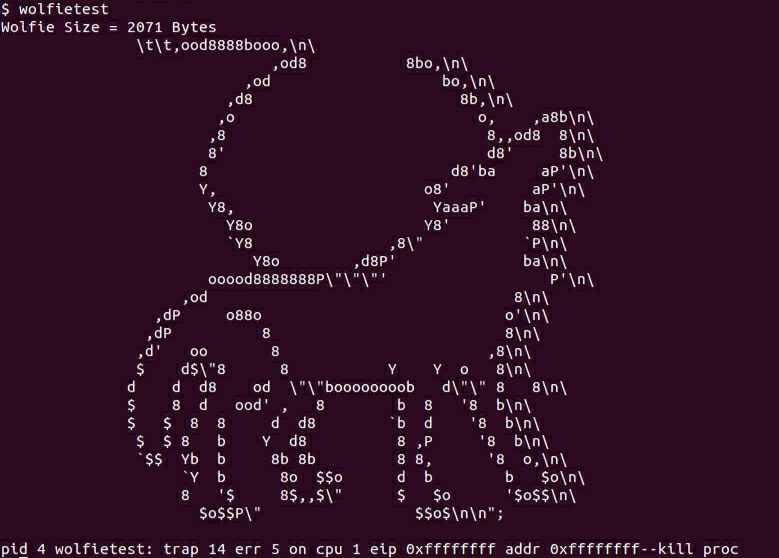 $ wolfietest
Wolfie Size = 2071 Bytes
               \t\t,ood8888booo,\n\
                              ,od8           8bo,\n\
                           ,od                   bo,\n\
                         ,d8                       8b,\n\
                        ,o                           o,    ,a8b\n\
                       ,8                             8,,od8  8\n\
                       8'                             d8'     8b\n\
                      8                           d8'ba     aP'\n\
                      Y,                       o8'         aP'\n\
                       Y8,                      YaaaP'    ba\n\
                         Y8o                   Y8'         88\n\
                         `Y8               ,8\"           `P\n\
                            Y8o        ,d8P'              ba\n\
                       ooood8888888P\"\"\"'                  P'\n\
                    ,od                                  8\n\
                 ,dP     o88o                           o'\n\
                ,dP          8                          8\n\
               ,d'   oo       8                       ,8\n\
               $    d$\"8      8           Y    Y  o   8\n\
              d    d  d8    od  \"\"boooooooob   d\"\" 8   8\n\
              $    8  d   ood' ,   8        b  8   '8  b\n\
              $   $  8  8     d  d8        `b  d    '8  b\n\
               $  $ 8   b    Y  d8          8 ,P     '8  b\n\
               `$$  Yb  b     8b 8b         8 8,      '8  o,\n\
                    `Y  b      8o  $$o      d  b        b   $o\n\
                    8   '$     8$,,$\"      $   $o      '$o$$\n\
                      $o$$P\"                 $$o$\n\n";

pid 4 wolfietest: trap 14 err 5 on cpu 1 eip 0xffffffff addr 0xffffffff--kill proc